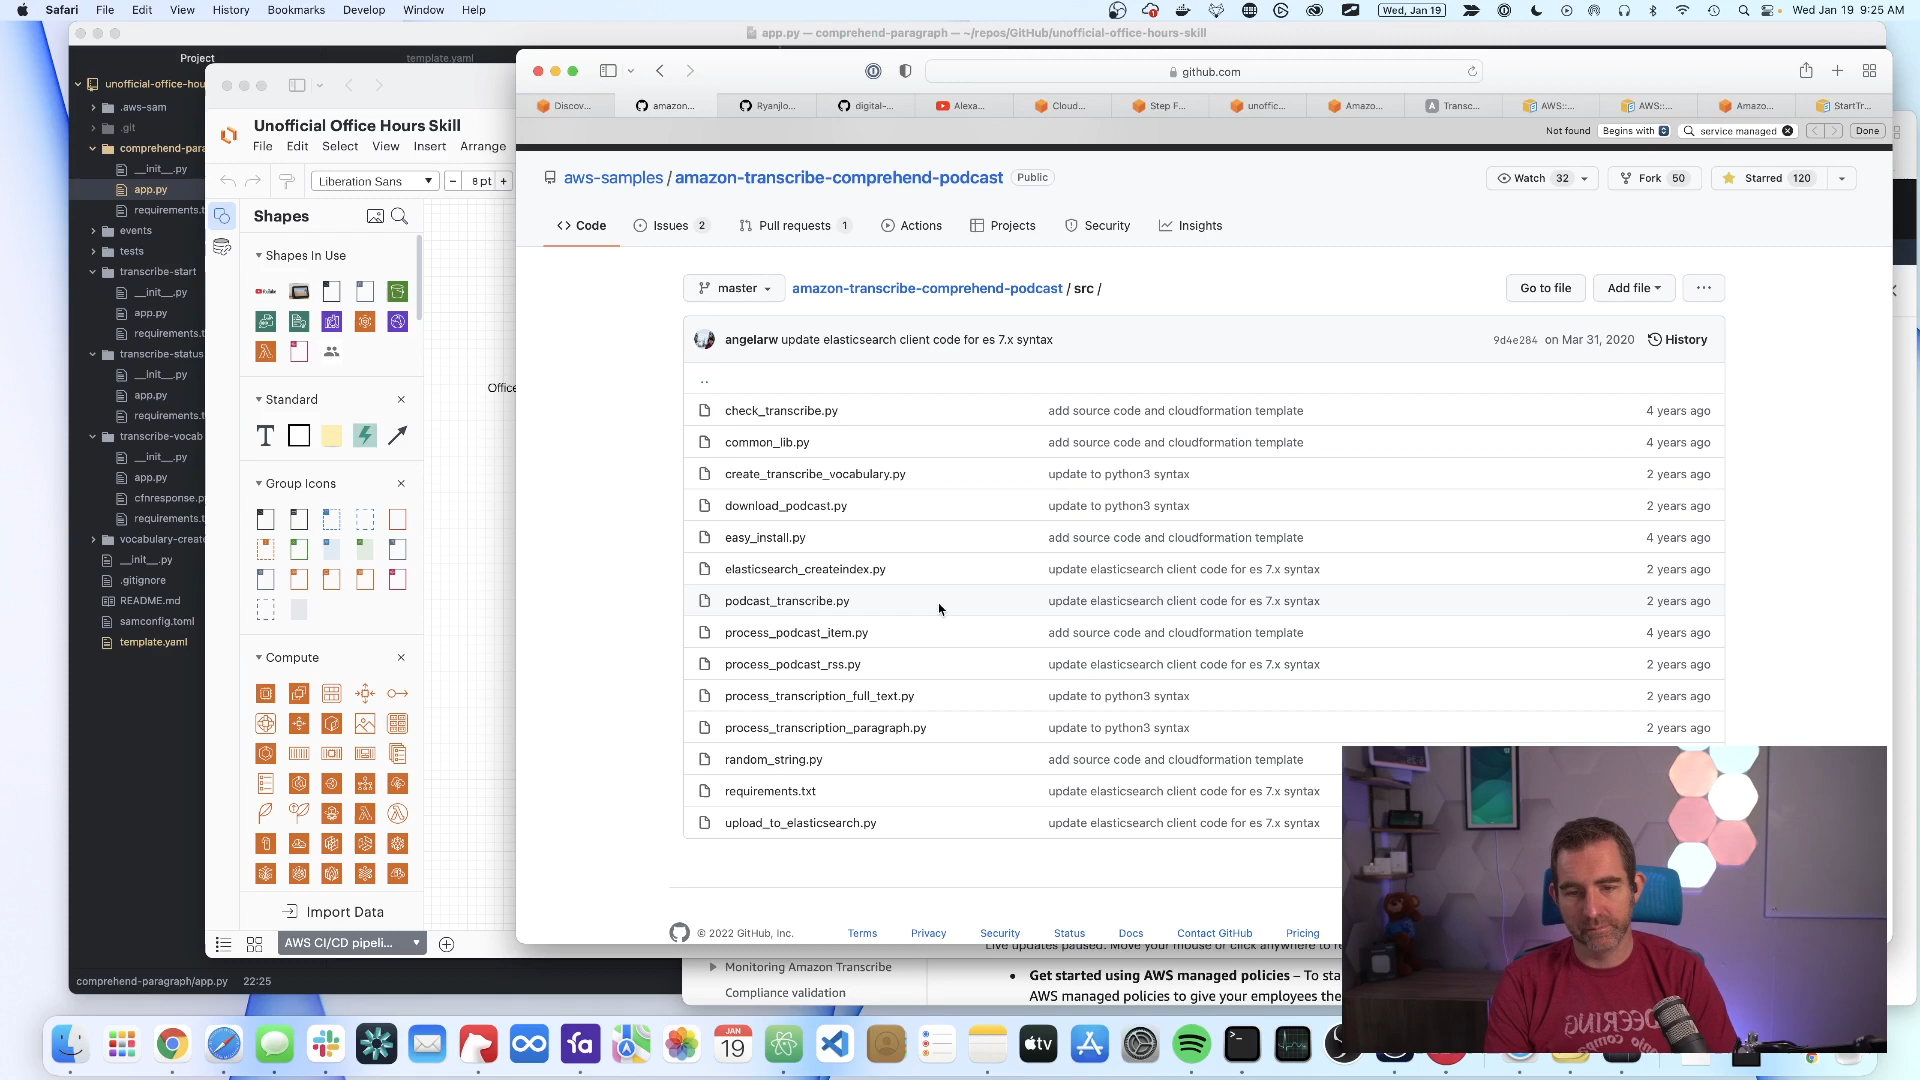 Safari File Edit View History Bookmarks Develop Window Help
Wed, Jan 19
Wed Jan 19 9:25 AM
app.py — comprehend-paragraph — ~/repos/GitHub/unofficial-office-hours-skill
Project
template.yaml
unofficial-office-hou
.aws-sam
.git
comprehend-para
__init__.py
app.py
requirements.t
events
tests
transcribe-start
__init__.py
app.py
requirements.t
transcribe-status
__init__.py
app.py
requirements.t
transcribe-vocab
__init__.py
app.py
cfnresponse.p
requirements.t
vocabulary-create
__init__.py
.gitignore
README.md
samconfig.toml
template.yaml
comprehend-paragraph/app.py 22:25
Unofficial Office Hours Skill
File Edit Select View Insert Arrange
Liberation Sans
− 8 pt +
Shapes
Shapes In Use
YouTube
Standard
T
Group Icons
Compute
Import Data
AWS CI/CD pipeli...
Office
github.com
Discov...
amazon...
Ryanjlo...
digital-...
Alexa...
Cloud...
Step F...
unoffic...
Amazo...
Transc...
AWS::...
AWS::...
Amazo...
StartTr...
Not found
Begins with
service managed
Done
aws-samples / amazon-transcribe-comprehend-podcast Public
Watch 32
Fork 50
Starred 120
Code
Issues 2
Pull requests 1
Actions
Projects
Security
Insights
master
amazon-transcribe-comprehend-podcast / src /
Go to file
Add file
...
angelarw update elasticsearch client code for es 7.x syntax
9d4e284 on Mar 31, 2020
History
..
check_transcribe.py add source code and cloudformation template 4 years ago
common_lib.py add source code and cloudformation template 4 years ago
create_transcribe_vocabulary.py update to python3 syntax 2 years ago
download_podcast.py update to python3 syntax 2 years ago
easy_install.py add source code and cloudformation template 4 years ago
elasticsearch_createindex.py update elasticsearch client code for es 7.x syntax 2 years ago
podcast_transcribe.py update elasticsearch client code for es 7.x syntax 2 years ago
process_podcast_item.py add source code and cloudformation template 4 years ago
process_podcast_rss.py update elasticsearch client code for es 7.x syntax 2 years ago
process_transcription_full_text.py update to python3 syntax 2 years ago
process_transcription_paragraph.py update to python3 syntax 2 years ago
random_string.py add source code and cloudformation template
requirements.txt update elasticsearch client code for es 7.x syntax
upload_to_elasticsearch.py update elasticsearch client code for es 7.x syntax
© 2022 GitHub, Inc.
Terms
Privacy
Security
Status
Docs
Contact GitHub
Pricing
Live updates paused. Move your mouse or click anywhere to re
Monitoring Amazon Transcribe
Compliance validation
• Get started using AWS managed policies – To sta
AWS managed policies to give your employees the
JAN
19
fa
tv